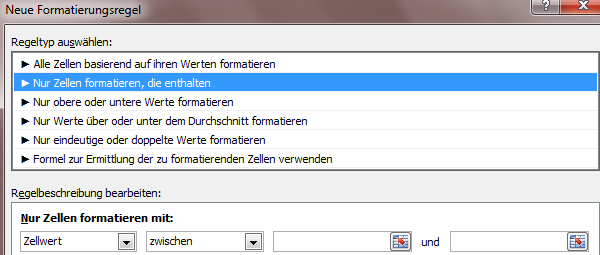 Neue Formatierungsregel
Regeltyp auswählen:
► Alle Zellen basierend auf ihren Werten formatieren
► Nur Zellen formatieren, die enthalten
► Nur obere oder untere Werte formatieren
► Nur Werte über oder unter dem Durchschnitt formatieren
► Nur eindeutige oder doppelte Werte formatieren
► Formel zur Ermittlung der zu formatierenden Zellen verwenden
Regelbeschreibung bearbeiten:
Nur Zellen formatieren mit:
Zellwert zwischen und